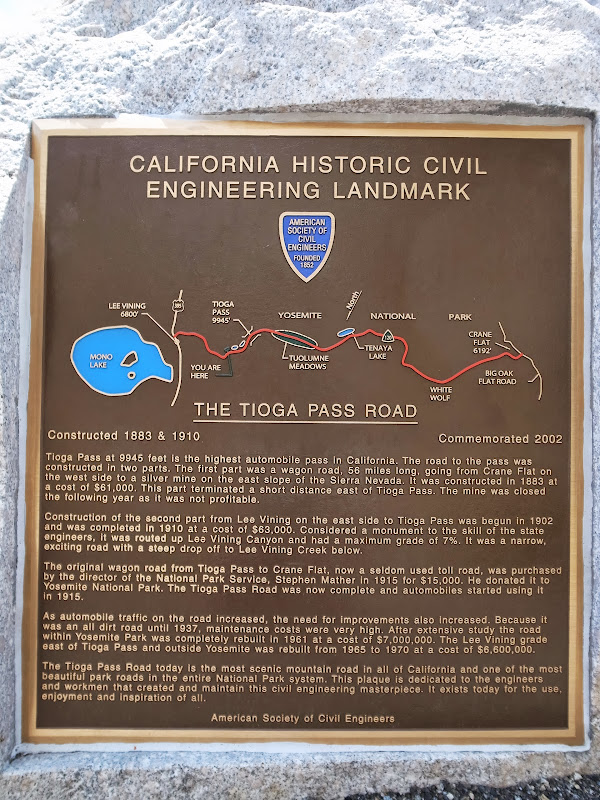 CALIFORNIA HISTORIC CIVIL
ENGINEERING LANDMARK
AMERICAN
SOCIETY OF
CIVIL
ENGINEERS
FOUNDED
1852
LEE VINING
6800'
395
TIOGA
PASS
9945'
YOSEMITE
North
NATIONAL
PARK
120
CRANE
FLAT
6192'
MONO
LAKE
YOU ARE
HERE
TUOLUMNE
MEADOWS
TENAYA
LAKE
WHITE
WOLF
BIG OAK
FLAT ROAD
THE TIOGA PASS ROAD
Constructed 1883 & 1910
Commemorated 2002
Tioga Pass at 9945 feet is the highest automobile pass in California. The road to the pass was
constructed in two parts. The first part was a wagon road, 56 miles long, going from Crane Flat on
the west side to a silver mine on the east slope of the Sierra Nevada. It was constructed in 1883 at
a cost of $61,000. This part terminated a short distance east of Tioga Pass. The mine was closed
the following year as it was not profitable.
Construction of the second part from Lee Vining on the east side to Tioga Pass was begun in 1902
and was completed in 1910 at a cost of $63,000. Considered a monument to the skill of the state
engineers, it was routed up Lee Vining Canyon and had a maximum grade of 7%. It was a narrow,
exciting road with a steep drop off to Lee Vining Creek below.
The original wagon road from Tioga Pass to Crane Flat, now a seldom used toll road, was purchased
by the director of the National Park Service, Stephen Mather in 1915 for $15,000. He donated it to
Yosemite National Park. The Tioga Pass Road was now complete and automobiles started using it
in 1915.
As automobile traffic on the road increased, the need for improvements also increased. Because it
was an all dirt road until 1937, maintenance costs were very high. After extensive study the road
within Yosemite Park was completely rebuilt in 1961 at a cost of $7,000,000. The Lee Vining grade
east of Tioga Pass and outside Yosemite was rebuilt from 1965 to 1970 at a cost of $6,600,000.
The Tioga Pass Road today is the most scenic mountain road in all of California and one of the most
beautiful park roads in the entire National Park system. This plaque is dedicated to the engineers
and workmen that created and maintain this civil engineering masterpiece. It exists today for the use,
enjoyment and inspiration of all.
American Society of Civil Engineers